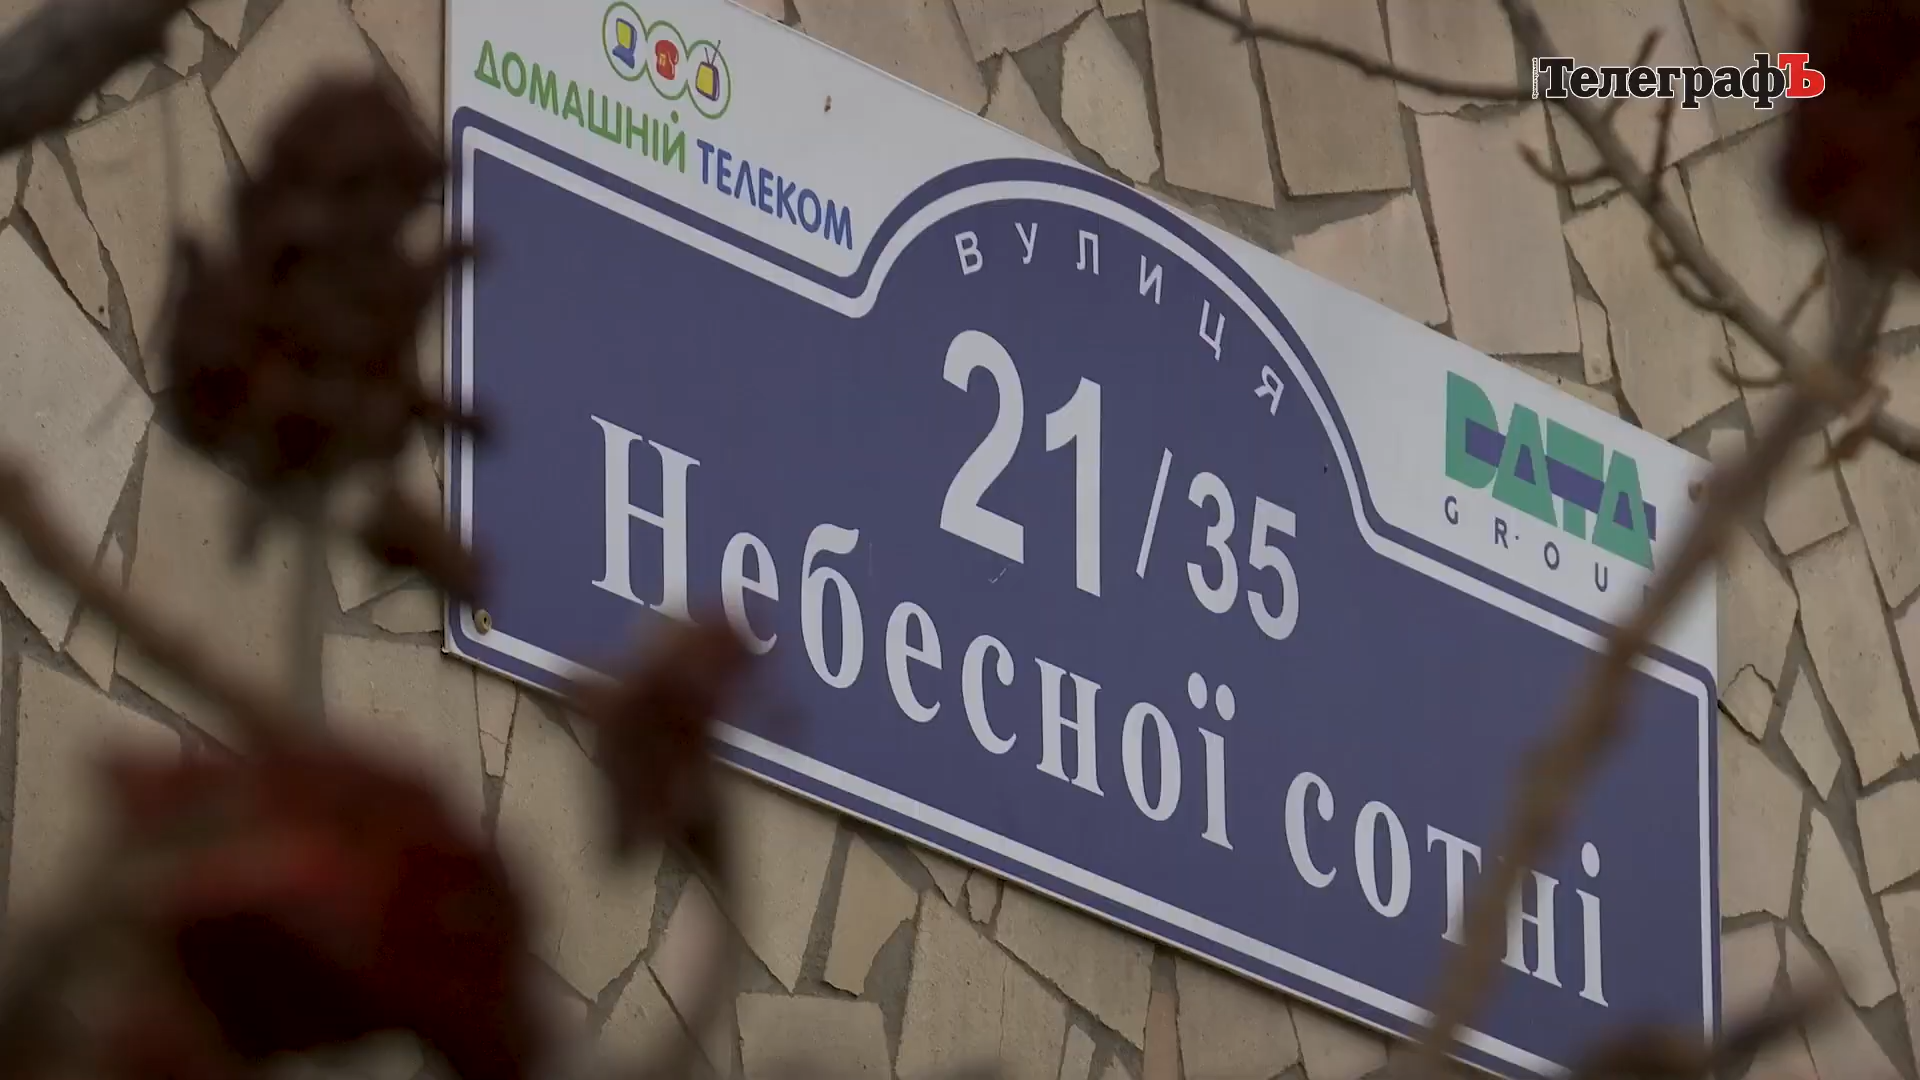 ТелеграфЪ
ДОМАШНІЙ ТЕЛЕКОМ
ВУЛИЦЯ
21/35
Небесної сотні
DATA
GROUP